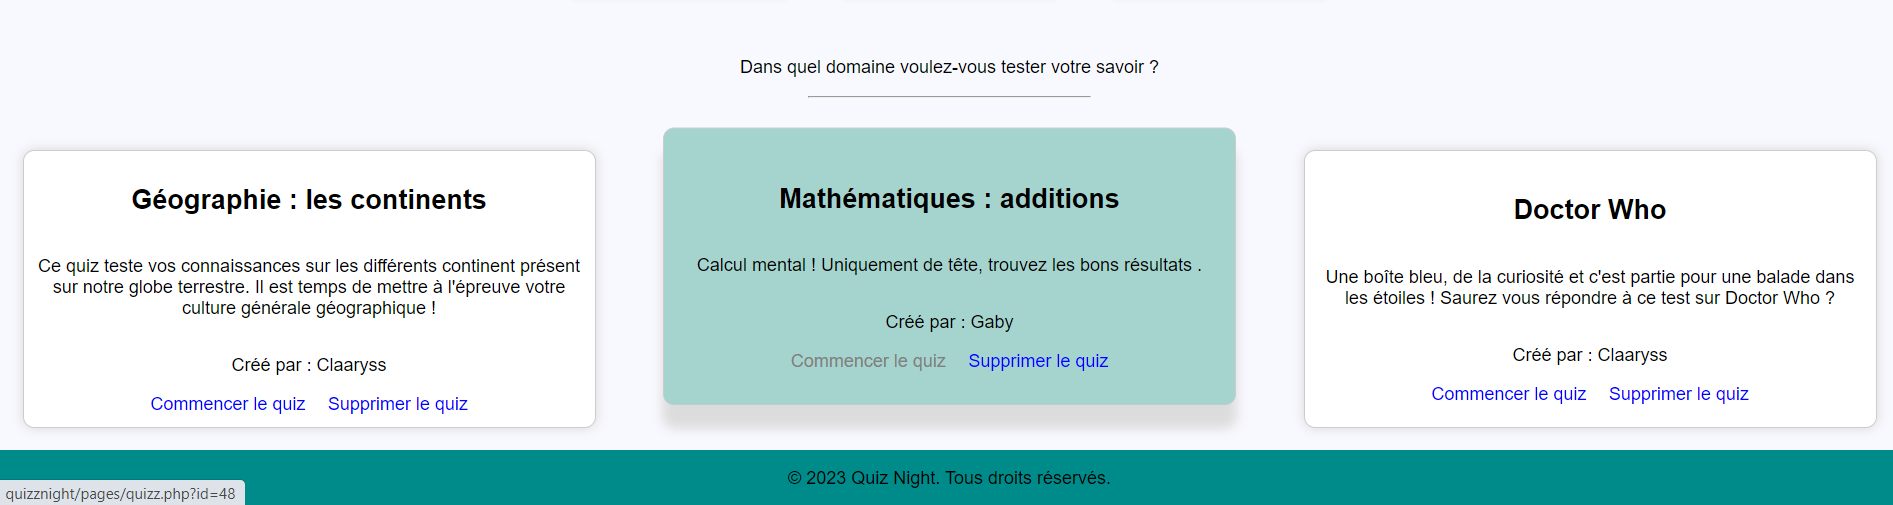 Dans quel domaine voulez-vous tester votre savoir ?
Géographie : les continents
Ce quiz teste vos connaissances sur les différents continent présent
sur notre globe terrestre. Il est temps de mettre à l'épreuve votre
culture générale géographique !
Créé par : Claaryss
Commencer le quiz Supprimer le quiz
Mathématiques : additions
Calcul mental ! Uniquement de tête, trouvez les bons résultats .
Créé par : Gaby
Commencer le quiz Supprimer le quiz
Doctor Who
Une boîte bleu, de la curiosité et c'est partie pour une balade dans
les étoiles ! Saurez vous répondre à ce test sur Doctor Who ?
Créé par : Claaryss
Commencer le quiz Supprimer le quiz
© 2023 Quiz Night. Tous droits réservés.
quizznight/pages/quizz.php?id=48